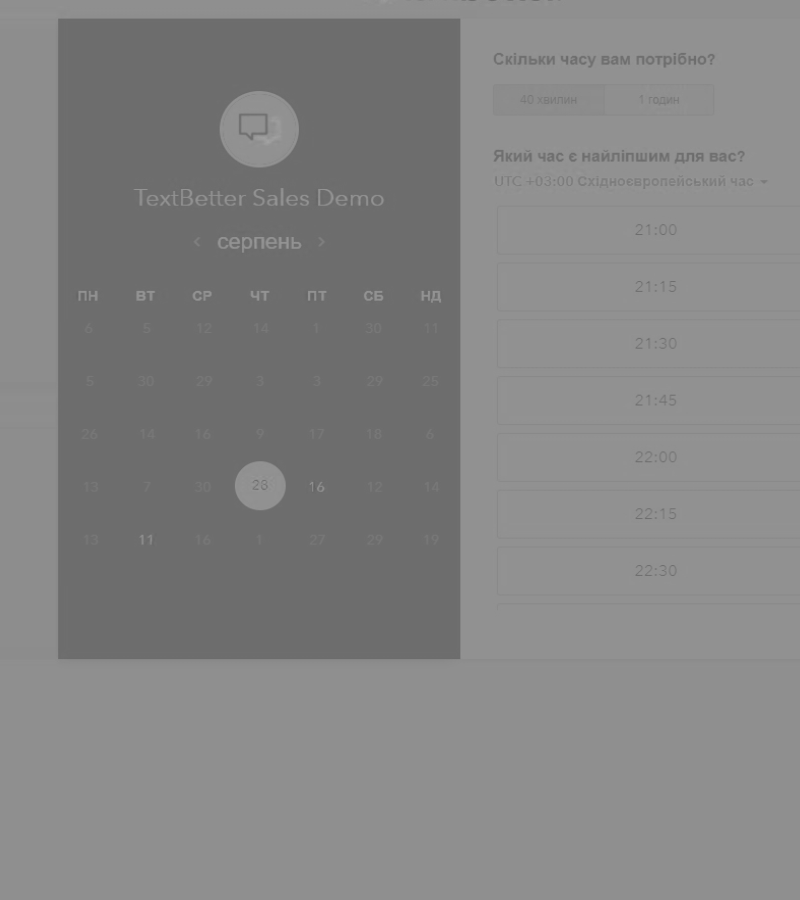 TextBetter Sales Demo
серпень
ПН ВТ СР ЧТ ПТ СБ НД
6 5 12 14 1 30 11
5 30 29 3 3 29 25
26 14 16 9 17 18 6
13 7 30 28 16 12 14
13 11 16 1 27 29 19
Скільки часу вам потрібно?
40 хвилин 1 годин
Який час є найліпшим для вас?
UTC +03:00 Східноєвропейський час
21:00
21:15
21:30
21:45
22:00
22:15
22:30